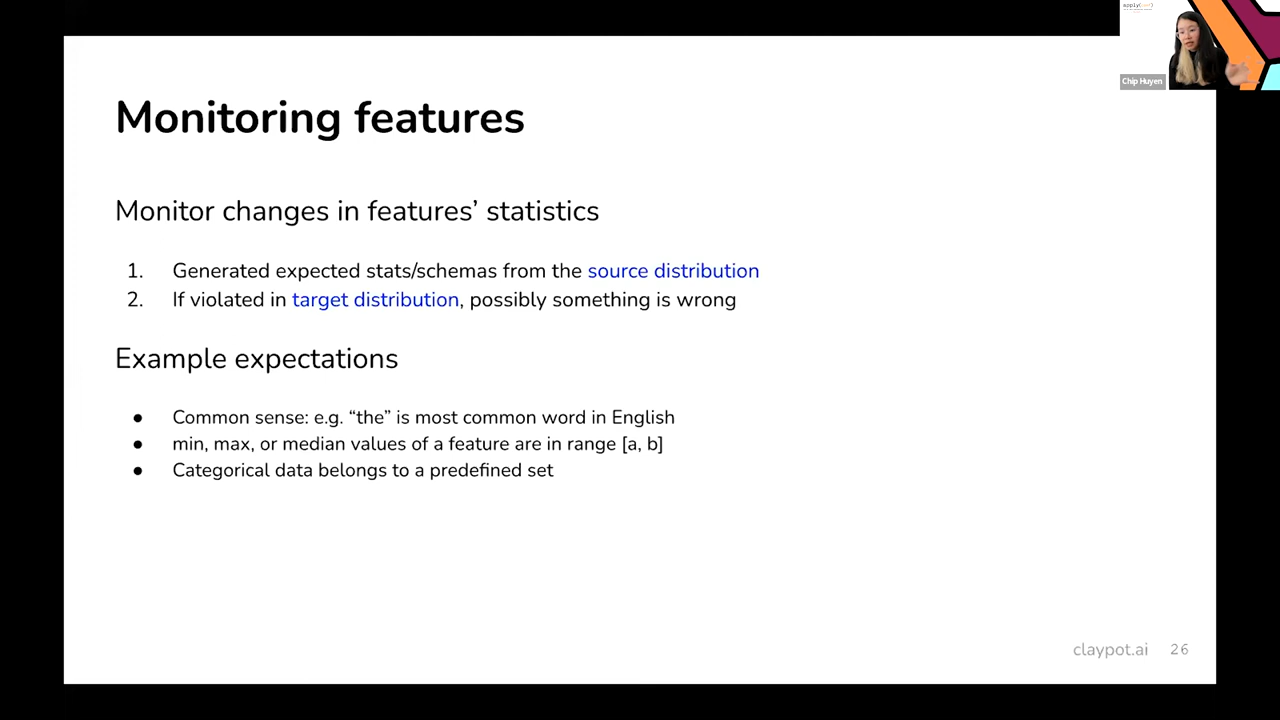 Chip Huyen
Monitoring features
Monitor changes in features’ statistics
1. Generated expected stats/schemas from the source distribution
2. If violated in target distribution, possibly something is wrong
Example expectations
● Common sense: e.g. “the” is most common word in English
● min, max, or median values of a feature are in range [a, b]
● Categorical data belongs to a predefined set
claypot.ai 26